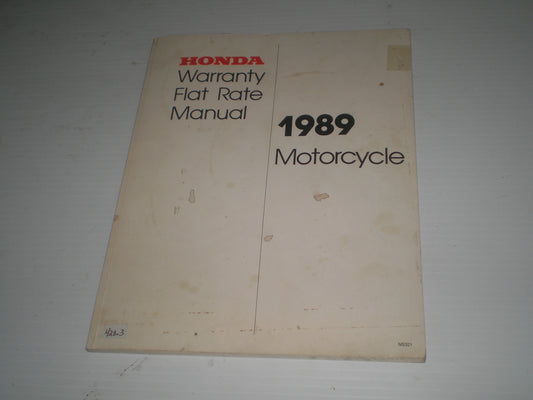 HONDA
Warranty
Flat Rate
Manual
1989
Motorcycle